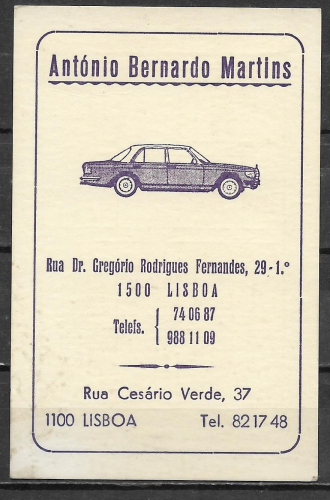 António Bernardo Martins
Rua Dr. Gregório Rodrigues Fernandes, 29-1.º
1500 LISBOA
Telefs. { 74 06 87
988 11 09
Rua Cesário Verde, 37
1100 LISBOA Tel. 82 17 48